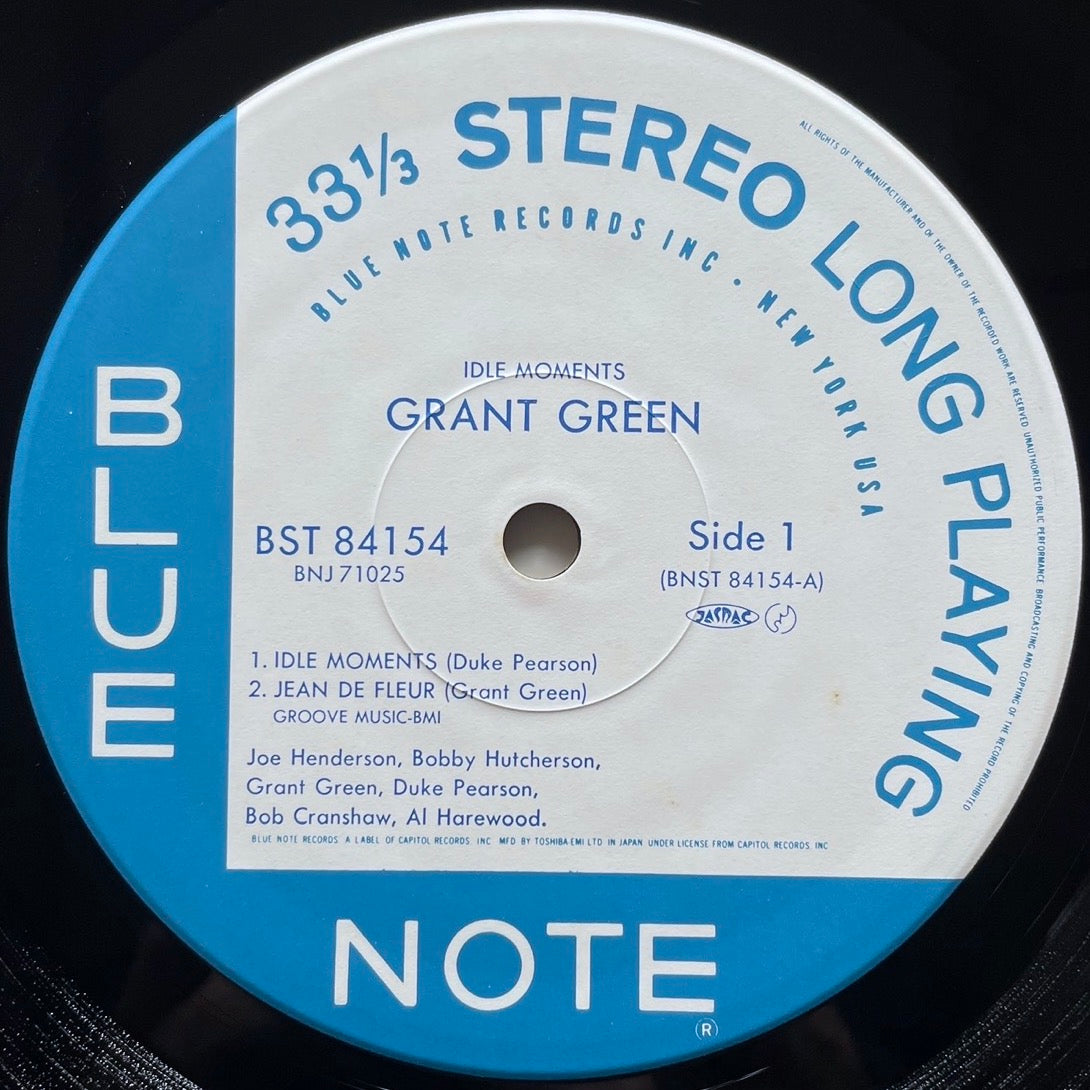 33 1/3 STEREO LONG PLAYING
BLUE NOTE RECORDS INC • NEW YORK USA
ALL RIGHTS OF THE MANUFACTURER AND OF THE OWNER OF THE RECORDED WORK ARE RESERVED UNAUTHORIZED PUBLIC PERFORMANCE BROADCASTING AND COPYING OF THE RECORD PROHIBITED
IDLE MOMENTS
GRANT GREEN
BST 84154
BNJ 71025
Side 1
(BNST 84154-A)
JASRAC
1. IDLE MOMENTS (Duke Pearson)
2. JEAN DE FLEUR (Grant Green)
GROOVE MUSIC-BMI
Joe Henderson, Bobby Hutcherson,
Grant Green, Duke Pearson,
Bob Cranshaw, Al Harewood.
BLUE NOTE RECORDS A LABEL OF CAPITOL RECORDS, INC MFD BY TOSHIBA-EMI LTD IN JAPAN UNDER LICENSE FROM CAPITOL RECORDS, INC
BLUE
NOTE
®